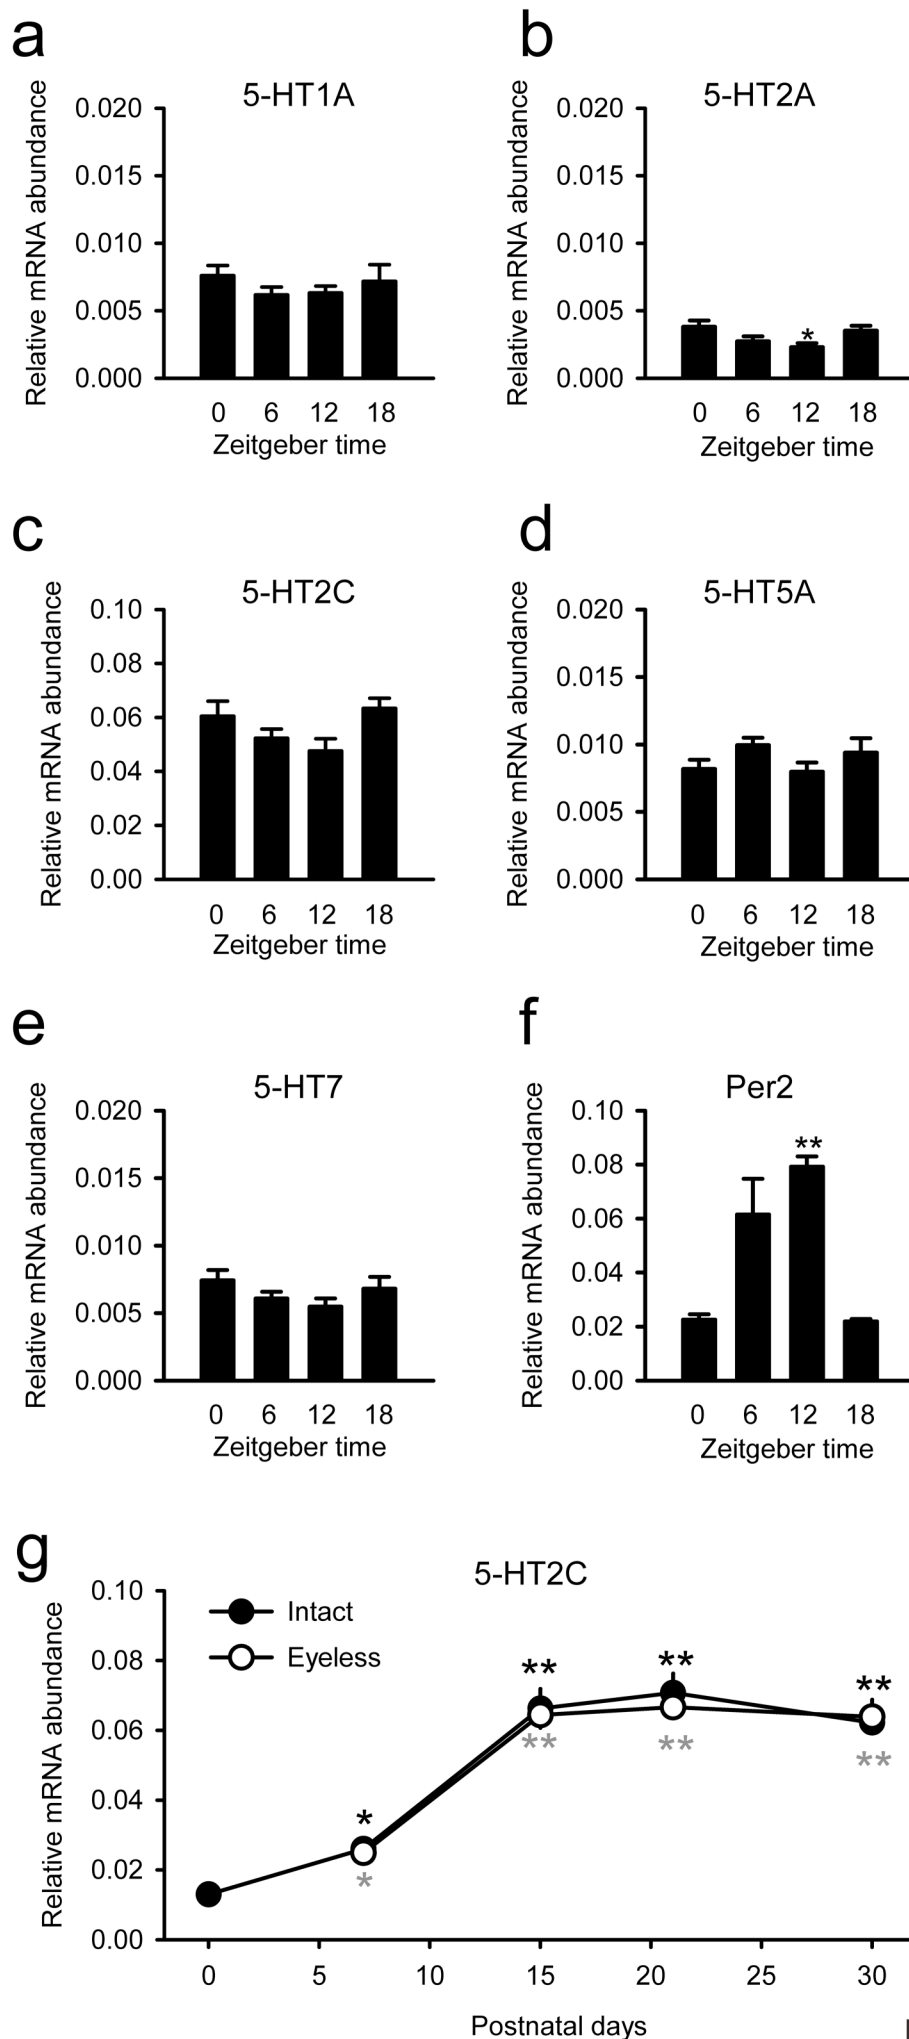 a
5-HT1A
Relative mRNA abundance
0.020
0.015
0.010
0.005
0.000
0 6 12 18
Zeitgeber time
b
5-HT2A
Relative mRNA abundance
0.020
0.015
0.010
0.005
0.000
*
0 6 12 18
Zeitgeber time
c
5-HT2C
Relative mRNA abundance
0.10
0.08
0.06
0.04
0.02
0.00
0 6 12 18
Zeitgeber time
d
5-HT5A
Relative mRNA abundance
0.020
0.015
0.010
0.005
0.000
0 6 12 18
Zeitgeber time
e
5-HT7
Relative mRNA abundance
0.020
0.015
0.010
0.005
0.000
0 6 12 18
Zeitgeber time
f
Per2
Relative mRNA abundance
0.10
0.08
0.06
0.04
0.02
0.00
**
0 6 12 18
Zeitgeber time
g
5-HT2C
Relative mRNA abundance
0.10
0.08
0.06
0.04
0.02
0.00
Intact
Eyeless
** ** **
** ** **
*
*
0 5 10 15 20 25 30
Postnatal days